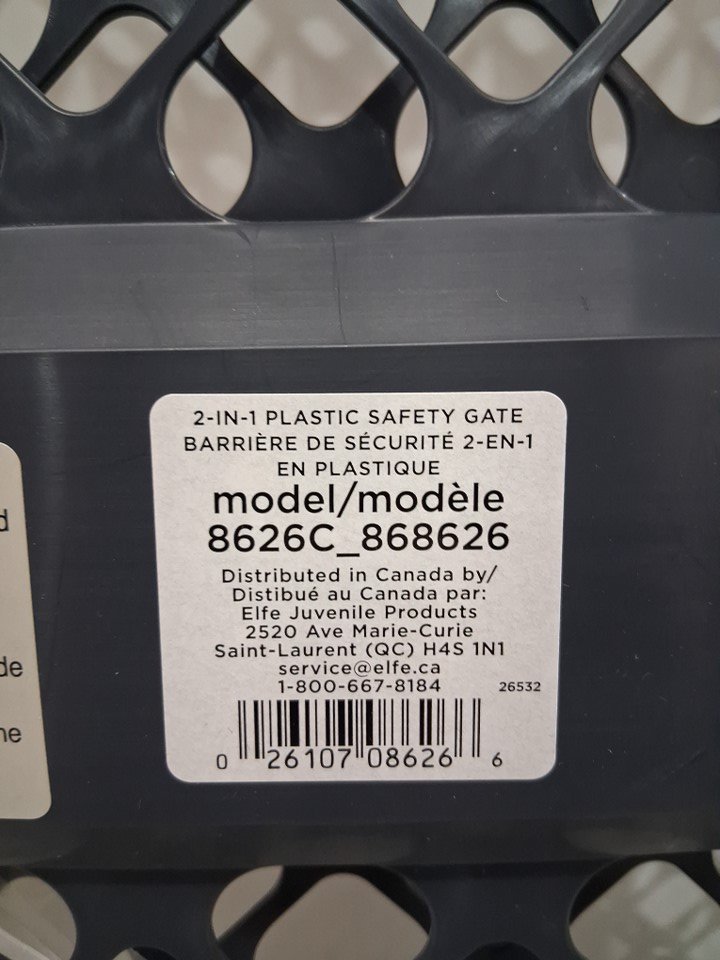 2-IN-1 PLASTIC SAFETY GATE
BARRIÈRE DE SÉCURITÉ 2-EN-1
EN PLASTIQUE
model/modèle
8626C_868626
Distributed in Canada by/
Distibué au Canada par:
Elfe Juvenile Products
2520 Ave Marie-Curie
Saint-Laurent (QC) H4S 1N1
service@elfe.ca
1-800-667-8184
26532
0 26107 08626 6
de